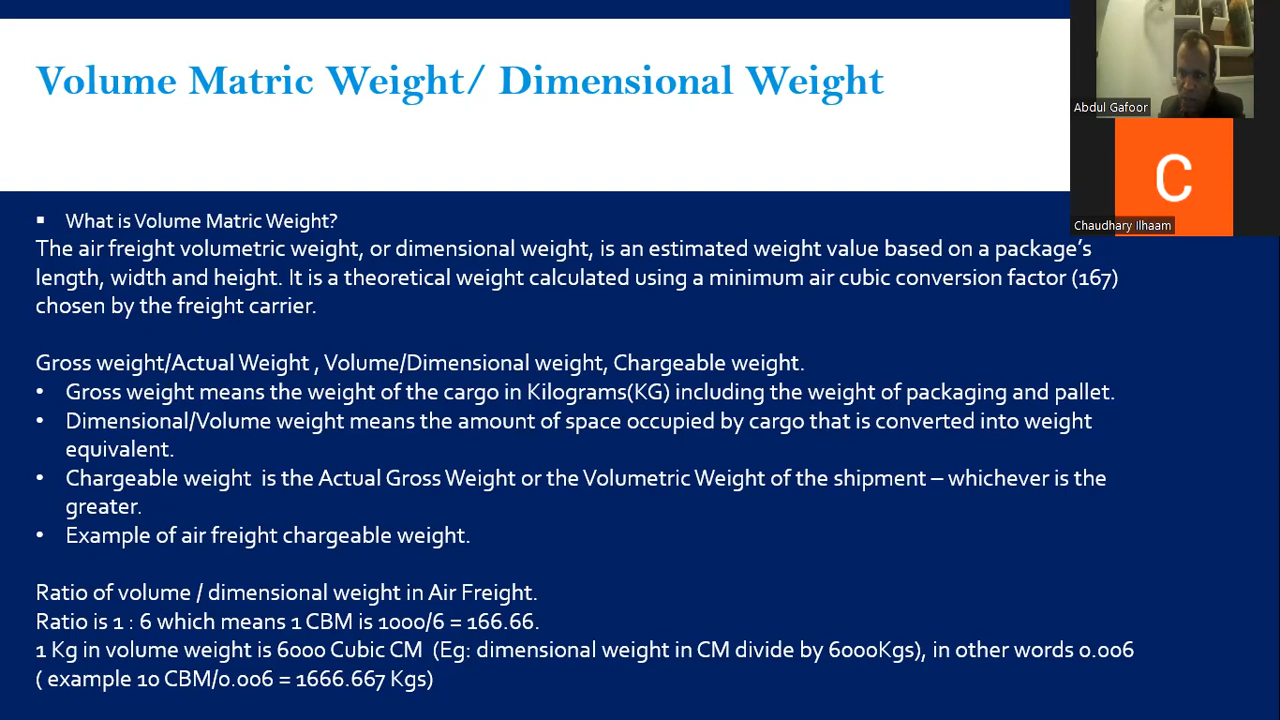 Volume Matric Weight/ Dimensional Weight
Abdul Gafoor
C
Chaudhary Ilhaam
▪ What is Volume Matric Weight?
The air freight volumetric weight, or dimensional weight, is an estimated weight value based on a package’s
length, width and height. It is a theoretical weight calculated using a minimum air cubic conversion factor (167)
chosen by the freight carrier.
Gross weight/Actual Weight , Volume/Dimensional weight, Chargeable weight.
• Gross weight means the weight of the cargo in Kilograms(KG) including the weight of packaging and pallet.
• Dimensional/Volume weight means the amount of space occupied by cargo that is converted into weight
equivalent.
• Chargeable weight  is the Actual Gross Weight or the Volumetric Weight of the shipment – whichever is the
greater.
• Example of air freight chargeable weight.
Ratio of volume / dimensional weight in Air Freight.
Ratio is 1 : 6 which means 1 CBM is 1000/6 = 166.66.
1 Kg in volume weight is 6000 Cubic CM  (Eg: dimensional weight in CM divide by 6000Kgs), in other words 0.006
( example 10 CBM/0.006 = 1666.667 Kgs)